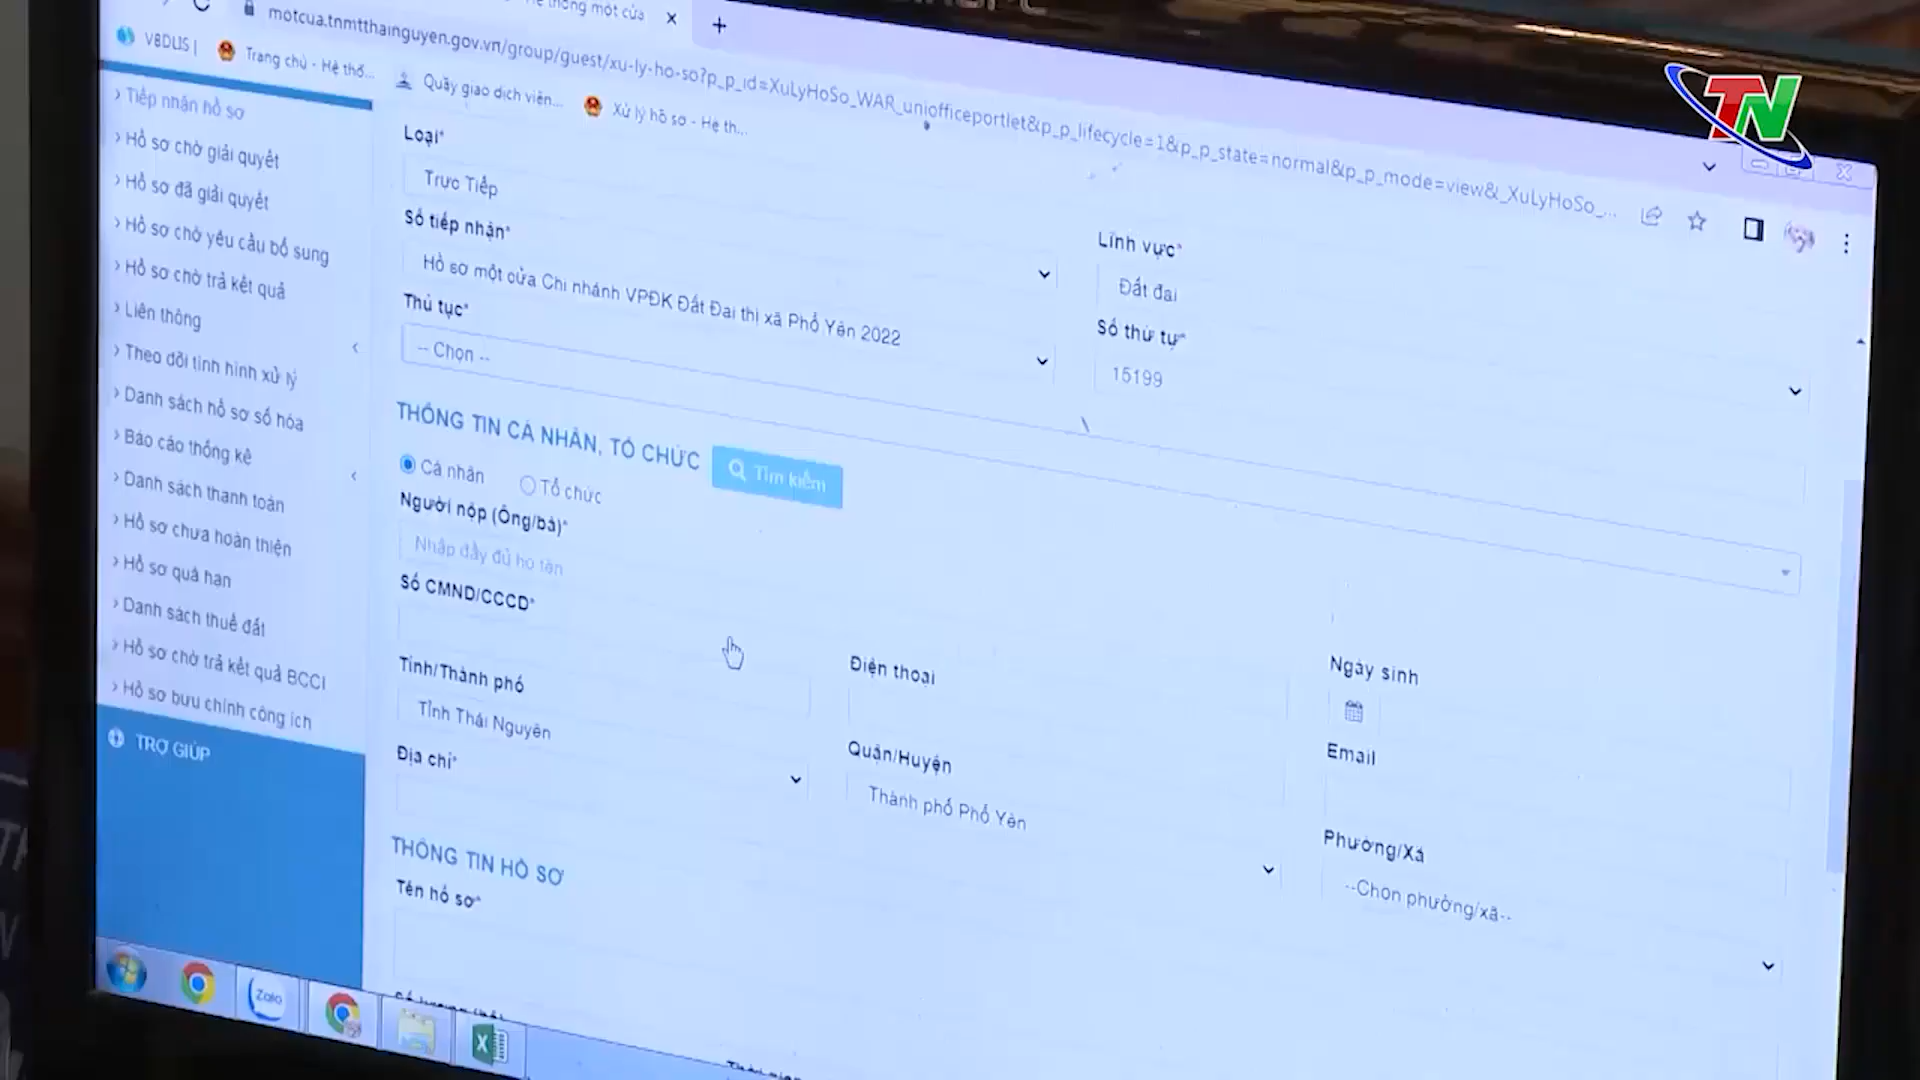 Hệ thống một cửa
motcua.tnmtthainguyen.gov.vn/group/guest/xu-ly-ho-so?p_p_id=XuLyHoSo_WAR_uniofficeportlet&p_p_lifecycle=1&p_p_state=normal&p_p_mode=view&_XuLyHoSo_...
VBDLIS |
Trang chủ - Hệ thố...
Quầy giao dịch viên...
Xử lý hồ sơ - Hệ th...
TN
› Tiếp nhận hồ sơ
› Hồ sơ chờ giải quyết
› Hồ sơ đã giải quyết
› Hồ sơ chờ yêu cầu bổ sung
› Hồ sơ chờ trả kết quả
› Liên thông
› Theo dõi tình hình xử lý
› Danh sách hồ sơ số hóa
› Báo cáo thống kê
› Danh sách thanh toán
› Hồ sơ chưa hoàn thiện
› Hồ sơ quá hạn
› Danh sách thuế đất
› Hồ sơ chờ trả kết quả BCCI
› Hồ sơ bưu chính công ích
TRỢ GIÚP
Loại*
Trực Tiếp
Lĩnh vực*
Đất đai
Sổ tiếp nhận*
Hồ sơ một cửa Chi nhánh VPĐK Đất Đai thị xã Phổ Yên 2022
Số thứ tự*
15199
Thủ tục*
-- Chọn --
THÔNG TIN CÁ NHÂN, TỔ CHỨC
Tìm kiếm
Cá nhân
Tổ chức
Người nộp (Ông/bà)*
Nhập đầy đủ họ tên
Số CMND/CCCD*
Điện thoại
Ngày sinh
Tỉnh/Thành phố
Tỉnh Thái Nguyên
Quận/Huyện
Thành phố Phổ Yên
Email
Phường/Xã
--Chọn phường/xã--
Địa chỉ*
THÔNG TIN HỒ SƠ
Tên hồ sơ*
Zalo